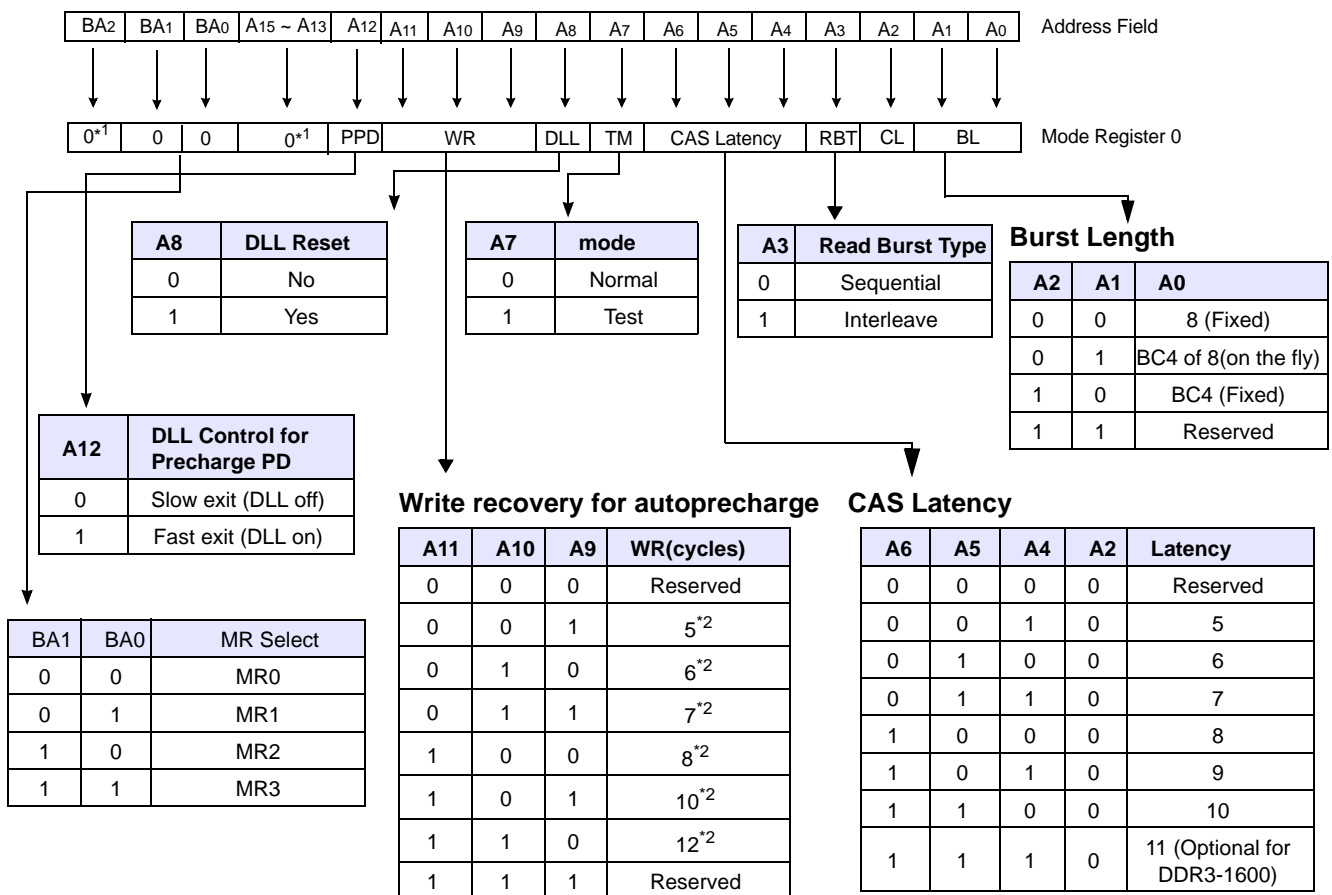 BA2 BA1 BA0 A15 ~ A13 A12 A11 A10 A9 A8 A7 A6 A5 A4 A3 A2 A1 A0 Address Field
0*1 0 0 0*1 PPD WR DLL TM CAS Latency RBT CL BL Mode Register 0
A8 DLL Reset
0 No
1 Yes
A7 mode
0 Normal
1 Test
A3 Read Burst Type
0 Sequential
1 Interleave
Burst Length
A2 A1 A0
0 0 8 (Fixed)
0 1 BC4 of 8(on the fly)
1 0 BC4 (Fixed)
1 1 Reserved
A12 DLL Control for
Precharge PD
0 Slow exit (DLL off)
1 Fast exit (DLL on)
BA1 BA0 MR Select
0 0 MR0
0 1 MR1
1 0 MR2
1 1 MR3
Write recovery for autoprecharge
A11 A10 A9 WR(cycles)
0 0 0 Reserved
0 0 1 5*2
0 1 0 6*2
0 1 1 7*2
1 0 0 8*2
1 0 1 10*2
1 1 0 12*2
1 1 1 Reserved
CAS Latency
A6 A5 A4 A2 Latency
0 0 0 0 Reserved
0 0 1 0 5
0 1 0 0 6
0 1 1 0 7
1 0 0 0 8
1 0 1 0 9
1 1 0 0 10
1 1 1 0 11 (Optional for
DDR3-1600)